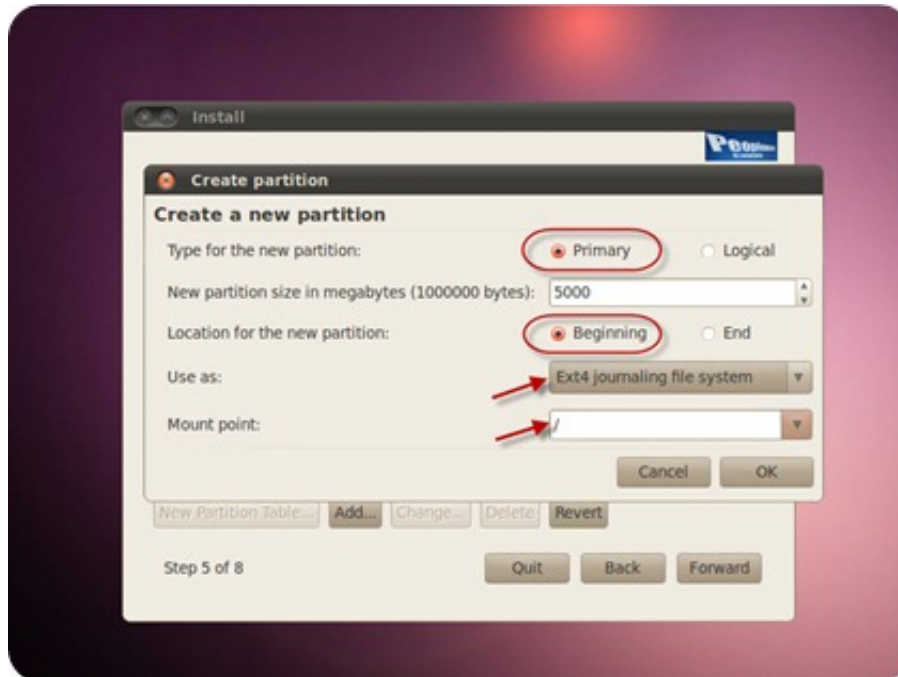 Install
Create partition
Create a new partition
Type for the new partition: Primary Logical
New partition size in megabytes (1000000 bytes): 5000
Location for the new partition: Beginning End
Use as: Ext4 journaling file system
Mount point: /
Cancel OK
New Partition Table... Add... Change... Delete Revert
Step 5 of 8 Quit Back Forward